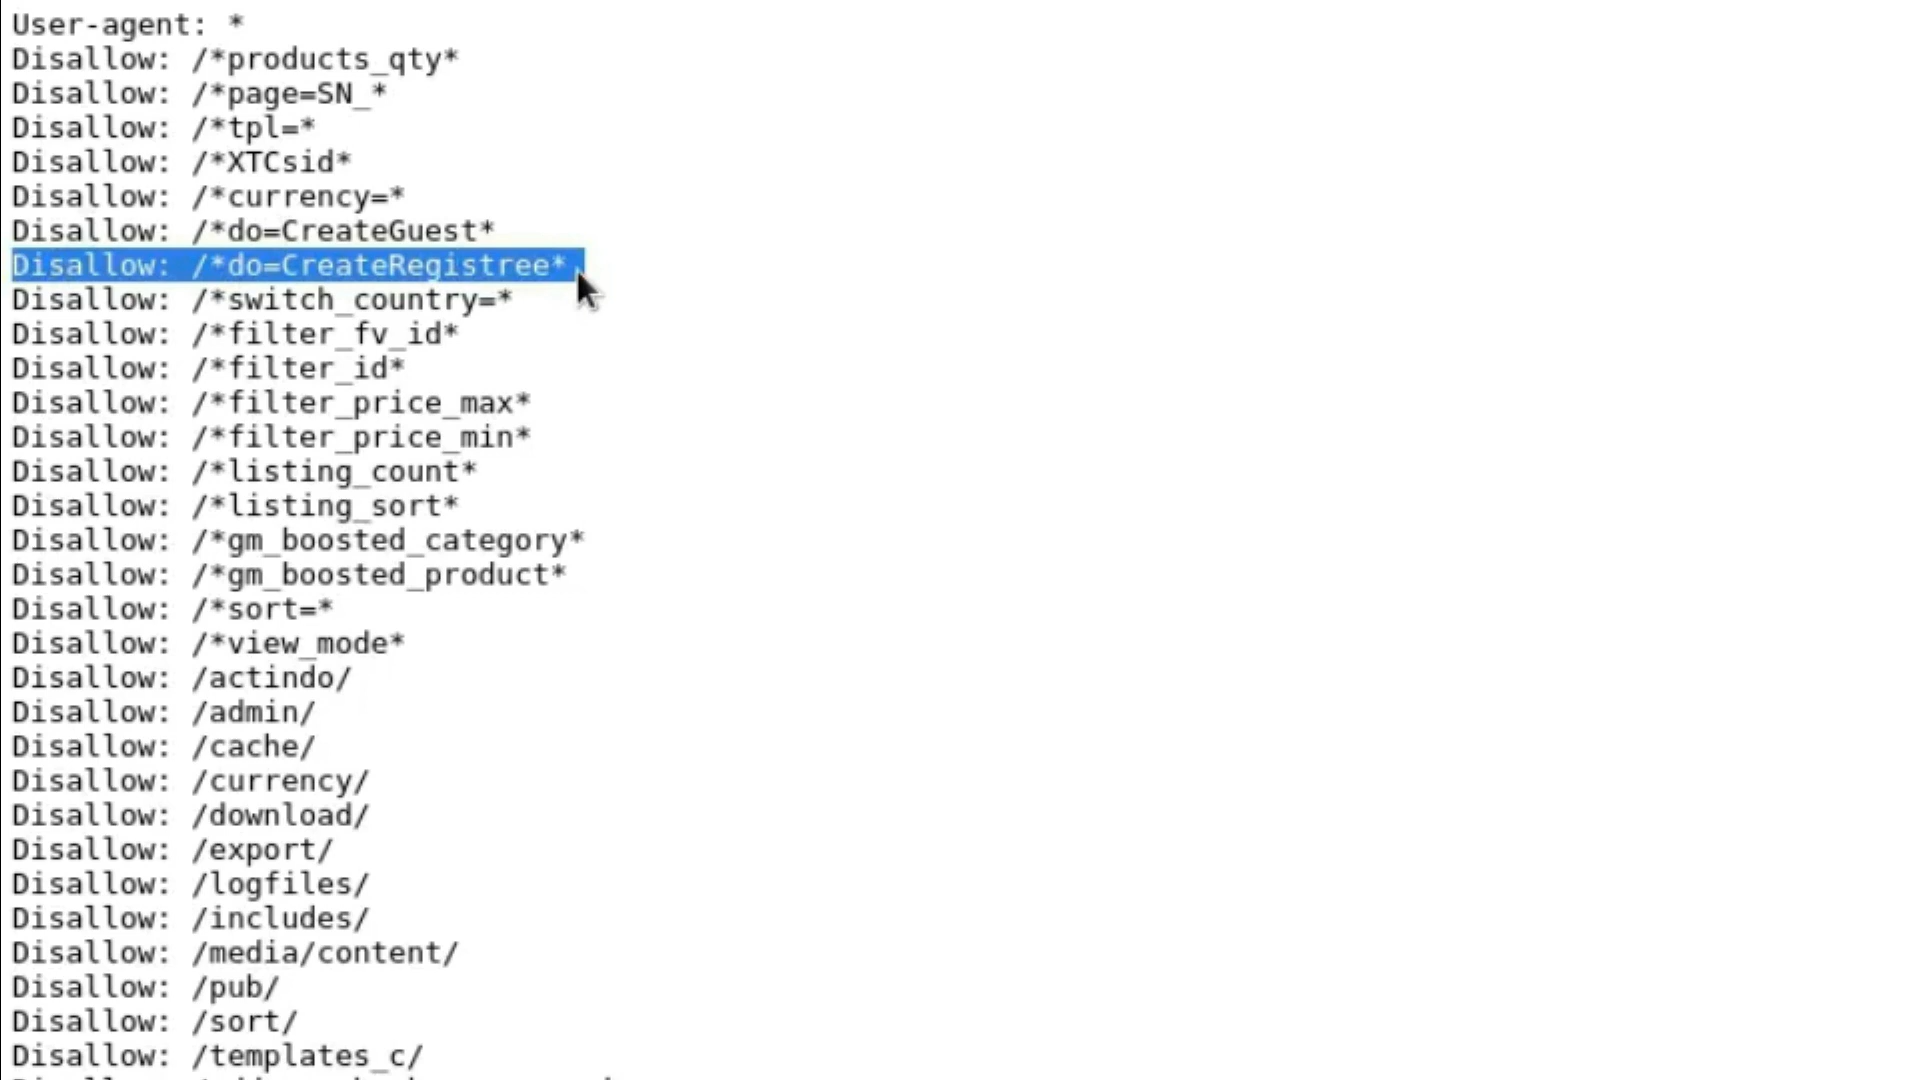 User-agent: *
Disallow: /*products_qty*
Disallow: /*page=SN_*
Disallow: /*tpl=*
Disallow: /*XTCsid*
Disallow: /*currency=*
Disallow: /*do=CreateGuest*
Disallow: /*do=CreateRegistree*
Disallow: /*switch_country=*
Disallow: /*filter_fv_id*
Disallow: /*filter_id*
Disallow: /*filter_price_max*
Disallow: /*filter_price_min*
Disallow: /*listing_count*
Disallow: /*listing_sort*
Disallow: /*gm_boosted_category*
Disallow: /*gm_boosted_product*
Disallow: /*sort=*
Disallow: /*view_mode*
Disallow: /actindo/
Disallow: /admin/
Disallow: /cache/
Disallow: /currency/
Disallow: /download/
Disallow: /export/
Disallow: /logfiles/
Disallow: /includes/
Disallow: /media/content/
Disallow: /pub/
Disallow: /sort/
Disallow: /templates_c/